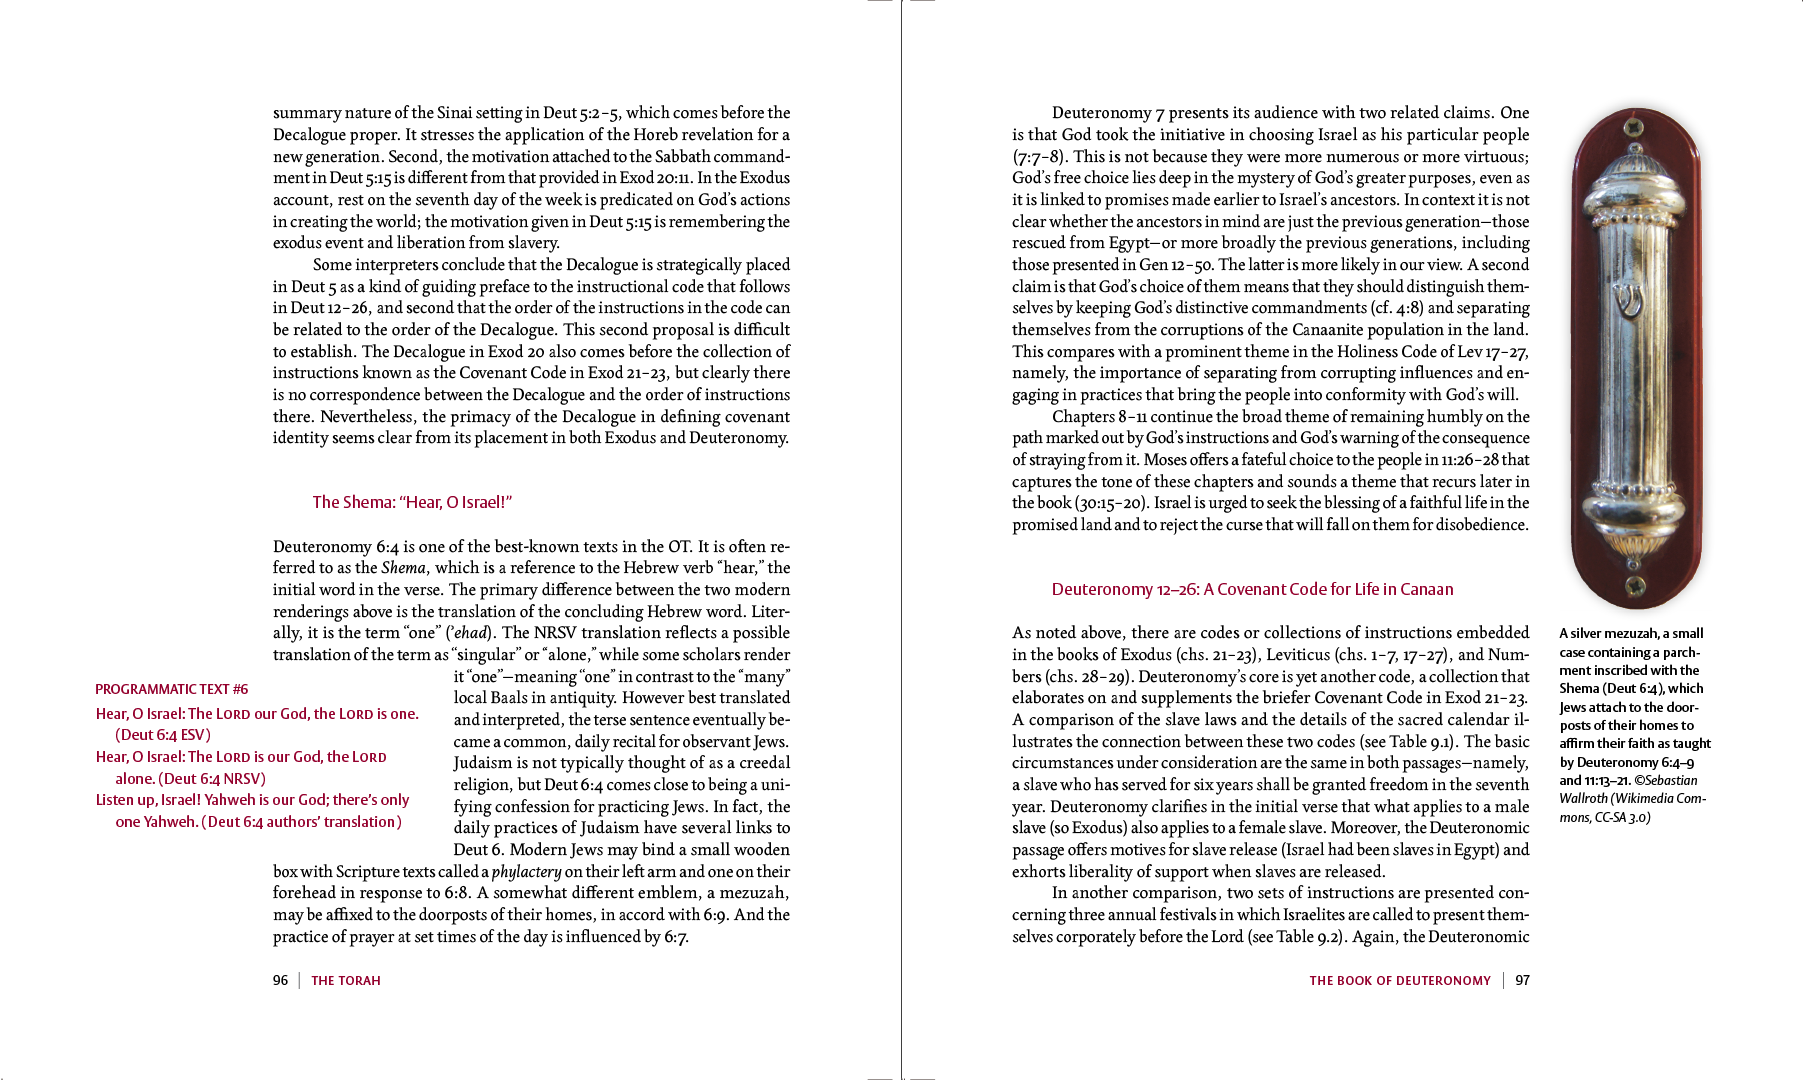 summary nature of the Sinai setting in Deut 5:2–5, which comes before the
Decalogue proper. It stresses the application of the Horeb revelation for a
new generation. Second, the motivation attached to the Sabbath command-
ment in Deut 5:15 is different from that provided in Exod 20:11. In the Exodus
account, rest on the seventh day of the week is predicated on God’s actions
in creating the world; the motivation given in Deut 5:15 is remembering the
exodus event and liberation from slavery.
Some interpreters conclude that the Decalogue is strategically placed
in Deut 5 as a kind of guiding preface to the instructional code that follows
in Deut 12–26, and second that the order of the instructions in the code can
be related to the order of the Decalogue. This second proposal is difficult
to establish. The Decalogue in Exod 20 also comes before the collection of
instructions known as the Covenant Code in Exod 21–23, but clearly there
is no correspondence between the Decalogue and the order of instructions
there. Nevertheless, the primacy of the Decalogue in defining covenant
identity seems clear from its placement in both Exodus and Deuteronomy.
The Shema: “Hear, O Israel!”
Deuteronomy 6:4 is one of the best-known texts in the OT. It is often re-
ferred to as the Shema, which is a reference to the Hebrew verb “hear,” the
initial word in the verse. The primary difference between the two modern
renderings above is the translation of the concluding Hebrew word. Liter-
ally, it is the term “one” (’ehad). The NRSV translation reflects a possible
translation of the term as “singular” or “alone,” while some scholars render
it “one”—meaning “one” in contrast to the “many”
local Baals in antiquity. However best translated
and interpreted, the terse sentence eventually be-
came a common, daily recital for observant Jews.
Judaism is not typically thought of as a creedal
religion, but Deut 6:4 comes close to being a uni-
fying confession for practicing Jews. In fact, the
daily practices of Judaism have several links to
Deut 6. Modern Jews may bind a small wooden
box with Scripture texts called a phylactery on their left arm and one on their
forehead in response to 6:8. A somewhat different emblem, a mezuzah,
may be affixed to the doorposts of their homes, in accord with 6:9. And the
practice of prayer at set times of the day is influenced by 6:7.
PROGRAMMATIC TEXT #6
Hear, O Israel: The LORD our God, the LORD is one.
(Deut 6:4 ESV)
Hear, O Israel: The LORD is our God, the LORD
alone. (Deut 6:4 NRSV)
Listen up, Israel! Yahweh is our God; there’s only
one Yahweh. (Deut 6:4 authors’ translation)
96 | THE TORAH
Deuteronomy 7 presents its audience with two related claims. One
is that God took the initiative in choosing Israel as his particular people
(7:7–8). This is not because they were more numerous or more virtuous;
God’s free choice lies deep in the mystery of God’s greater purposes, even as
it is linked to promises made earlier to Israel’s ancestors. In context it is not
clear whether the ancestors in mind are just the previous generation—those
rescued from Egypt—or more broadly the previous generations, including
those presented in Gen 12–50. The latter is more likely in our view. A second
claim is that God’s choice of them means that they should distinguish them-
selves by keeping God’s distinctive commandments (cf. 4:8) and separating
themselves from the corruptions of the Canaanite population in the land.
This compares with a prominent theme in the Holiness Code of Lev 17–27,
namely, the importance of separating from corrupting influences and en-
gaging in practices that bring the people into conformity with God’s will.
Chapters 8–11 continue the broad theme of remaining humbly on the
path marked out by God’s instructions and God’s warning of the consequence
of straying from it. Moses offers a fateful choice to the people in 11:26–28 that
captures the tone of these chapters and sounds a theme that recurs later in
the book (30:15–20). Israel is urged to seek the blessing of a faithful life in the
promised land and to reject the curse that will fall on them for disobedience.
Deuteronomy 12–26: A Covenant Code for Life in Canaan
As noted above, there are codes or collections of instructions embedded
in the books of Exodus (chs. 21–23), Leviticus (chs. 1–7, 17–27), and Num-
bers (chs. 28–29). Deuteronomy’s core is yet another code, a collection that
elaborates on and supplements the briefer Covenant Code in Exod 21–23.
A comparison of the slave laws and the details of the sacred calendar il-
lustrates the connection between these two codes (see Table 9.1). The basic
circumstances under consideration are the same in both passages—namely,
a slave who has served for six years shall be granted freedom in the seventh
year. Deuteronomy clarifies in the initial verse that what applies to a male
slave (so Exodus) also applies to a female slave. Moreover, the Deuteronomic
passage offers motives for slave release (Israel had been slaves in Egypt) and
exhorts liberality of support when slaves are released.
In another comparison, two sets of instructions are presented con-
cerning three annual festivals in which Israelites are called to present them-
selves corporately before the Lord (see Table 9.2). Again, the Deuteronomic
ש
A silver mezuzah, a small
case containing a parch-
ment inscribed with the
Shema (Deut 6:4), which
Jews attach to the door-
posts of their homes to
affirm their faith as taught
by Deuteronomy 6:4–9
and 11:13–21. ©Sebastian
Wallroth (Wikimedia Com-
mons, CC-SA 3.0)
THE BOOK OF DEUTERONOMY | 97